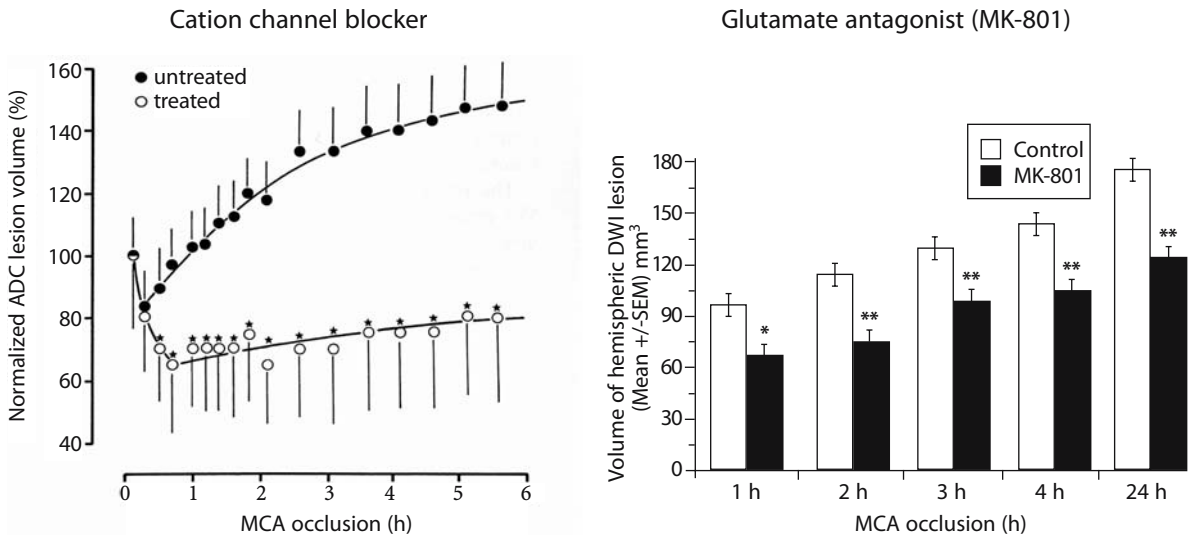 Cation channel blocker
Normalized ADC lesion volume (%)
160
140
120
100
80
60
40
untreated
treated
0 1 2 3 4 5 6
MCA occlusion (h)
Glutamate antagonist (MK-801)
Volume of hemispheric DWI lesion
(Mean +/-SEM) mm³
180
150
120
90
60
30
0
Control
MK-801
*
**
**
**
**
1 h 2 h 3 h 4 h 24 h
MCA occlusion (h)